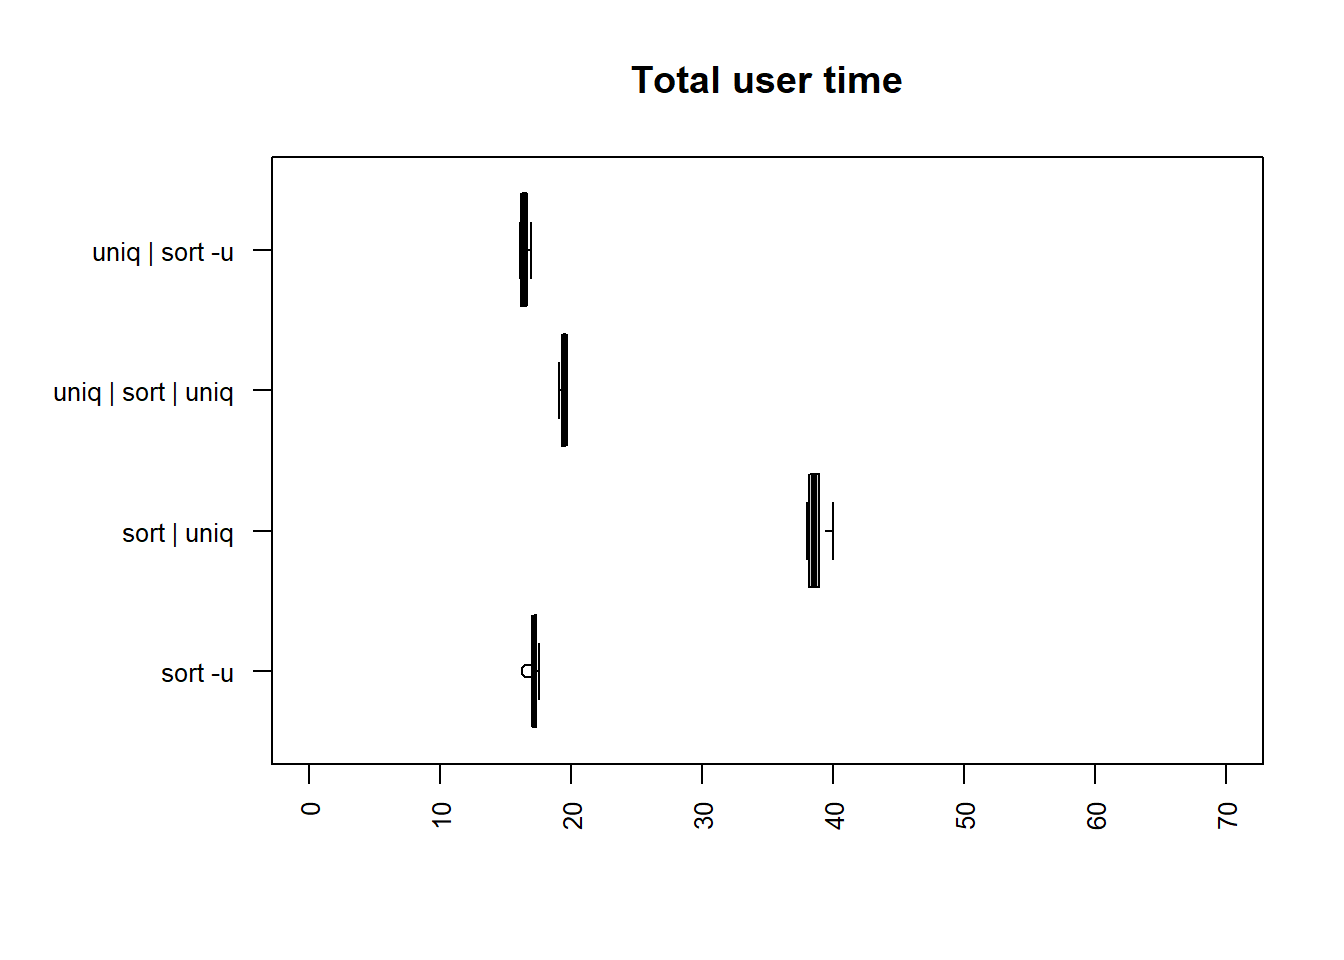 Total user time
uniq | sort -u
uniq | sort | uniq
sort | uniq
sort -u
0 10 20 30 40 50 60 70